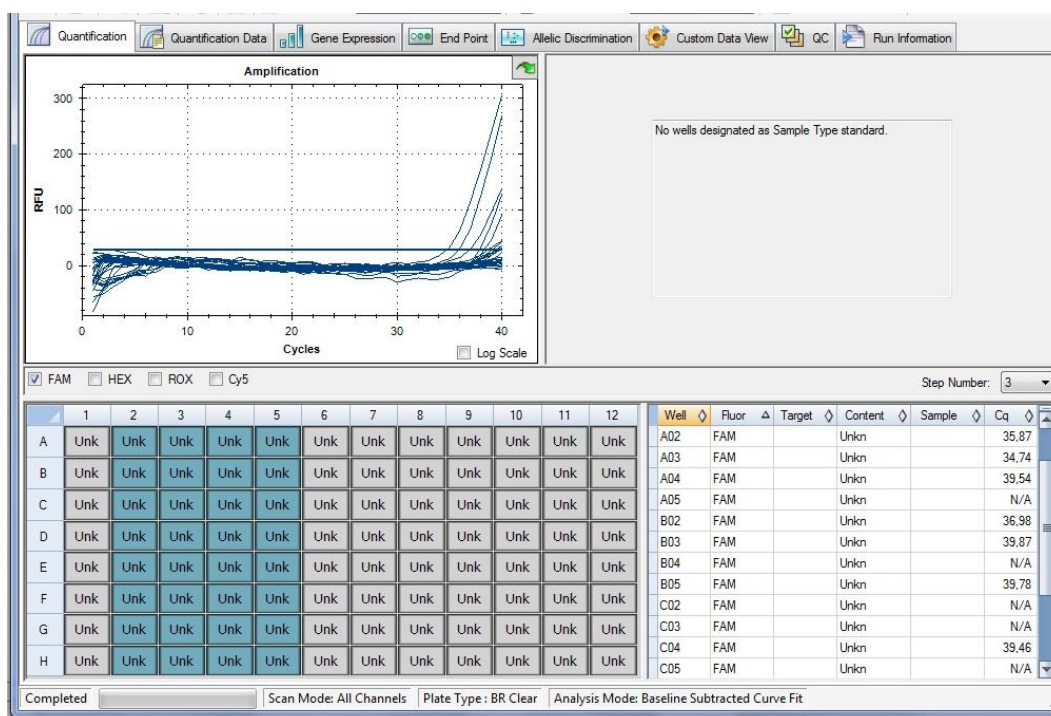 Quantification Quantification Data Gene Expression End Point Allelic Discrimination Custom Data View QC Run Information
Amplification
300
200
100
0
RFU
0 10 20 30 40
Cycles
Log Scale
No wells designated as Sample Type standard.
FAM HEX ROX Cy5
Step Number: 3
1 2 3 4 5 6 7 8 9 10 11 12
A Unk Unk Unk Unk Unk Unk Unk Unk Unk Unk Unk Unk
B Unk Unk Unk Unk Unk Unk Unk Unk Unk Unk Unk Unk
C Unk Unk Unk Unk Unk Unk Unk Unk Unk Unk Unk Unk
D Unk Unk Unk Unk Unk Unk Unk Unk Unk Unk Unk Unk
E Unk Unk Unk Unk Unk Unk Unk Unk Unk Unk Unk Unk
F Unk Unk Unk Unk Unk Unk Unk Unk Unk Unk Unk Unk
G Unk Unk Unk Unk Unk Unk Unk Unk Unk Unk Unk Unk
H Unk Unk Unk Unk Unk Unk Unk Unk Unk Unk Unk Unk
Well Fluor Target Content Sample Cq
A02 FAM Unkn 35,87
A03 FAM Unkn 34,74
A04 FAM Unkn 39,54
A05 FAM Unkn N/A
B02 FAM Unkn 36,98
B03 FAM Unkn 39,87
B04 FAM Unkn N/A
B05 FAM Unkn 39,78
C02 FAM Unkn N/A
C03 FAM Unkn N/A
C04 FAM Unkn 39,46
C05 FAM Unkn N/A
Completed Scan Mode: All Channels Plate Type : BR Clear Analysis Mode: Baseline Subtracted Curve Fit